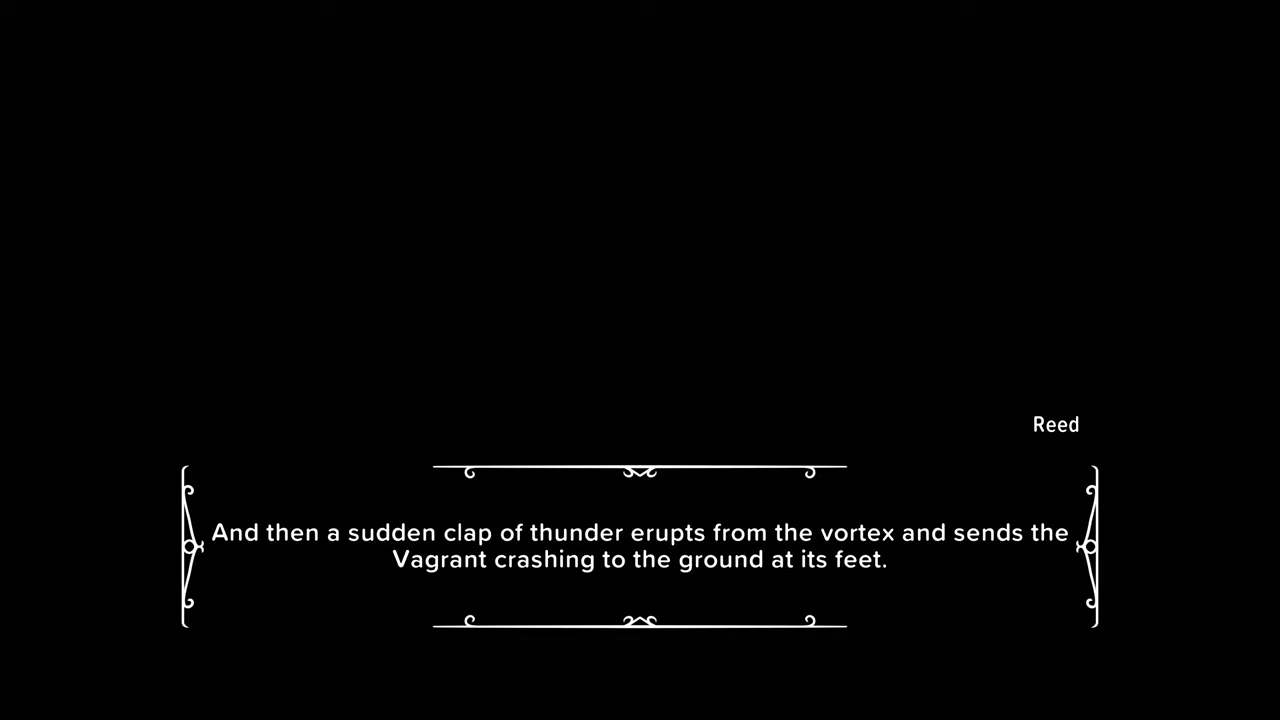 Reed
And then a sudden clap of thunder erupts from the vortex and sends the
Vagrant crashing to the ground at its feet.